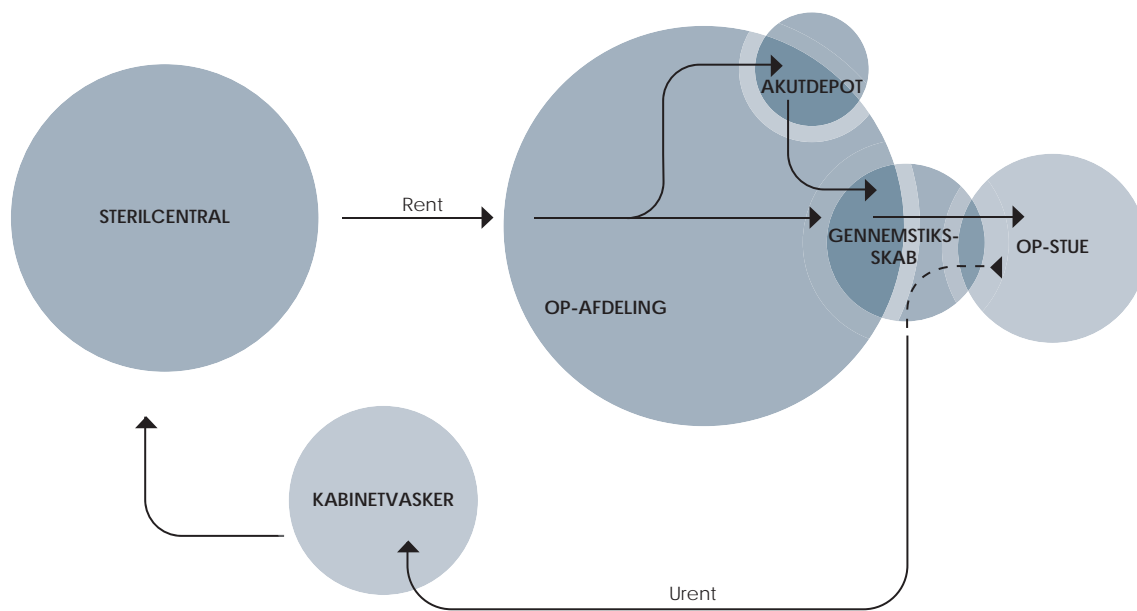 AKUTDEPOT
STERILCENTRAL
Rent
GENNEMSTIKS-
SKAB
OP-STUE
OP-AFDELING
KABINETVASKER
Urent